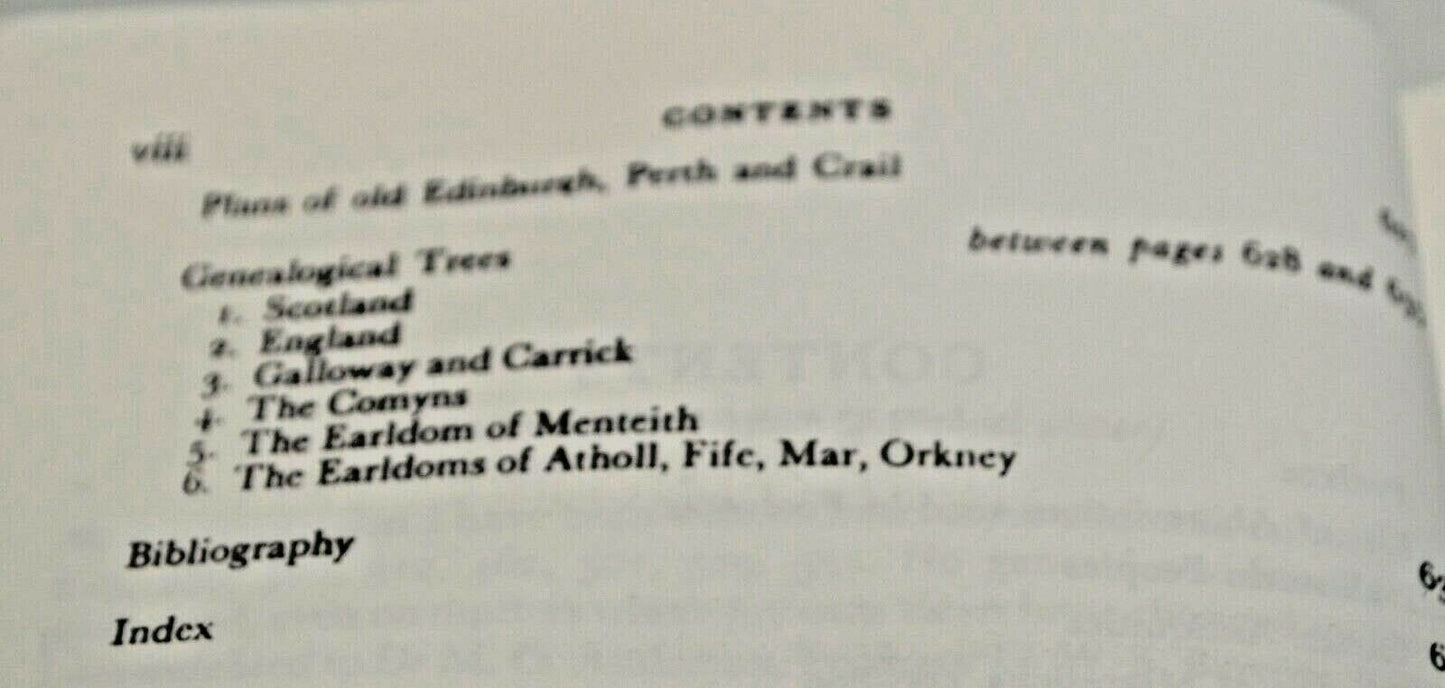 viii
CONTENTS
Plans of old Edinburgh, Perth and Crail
Genealogical Trees
between pages 628 and
1. Scotland
2. England
3. Galloway and Carrick
4. The Comyns
5. The Earldom of Menteith
6. The Earldoms of Atholl, Fife, Mar, Orkney
Bibliography
Index